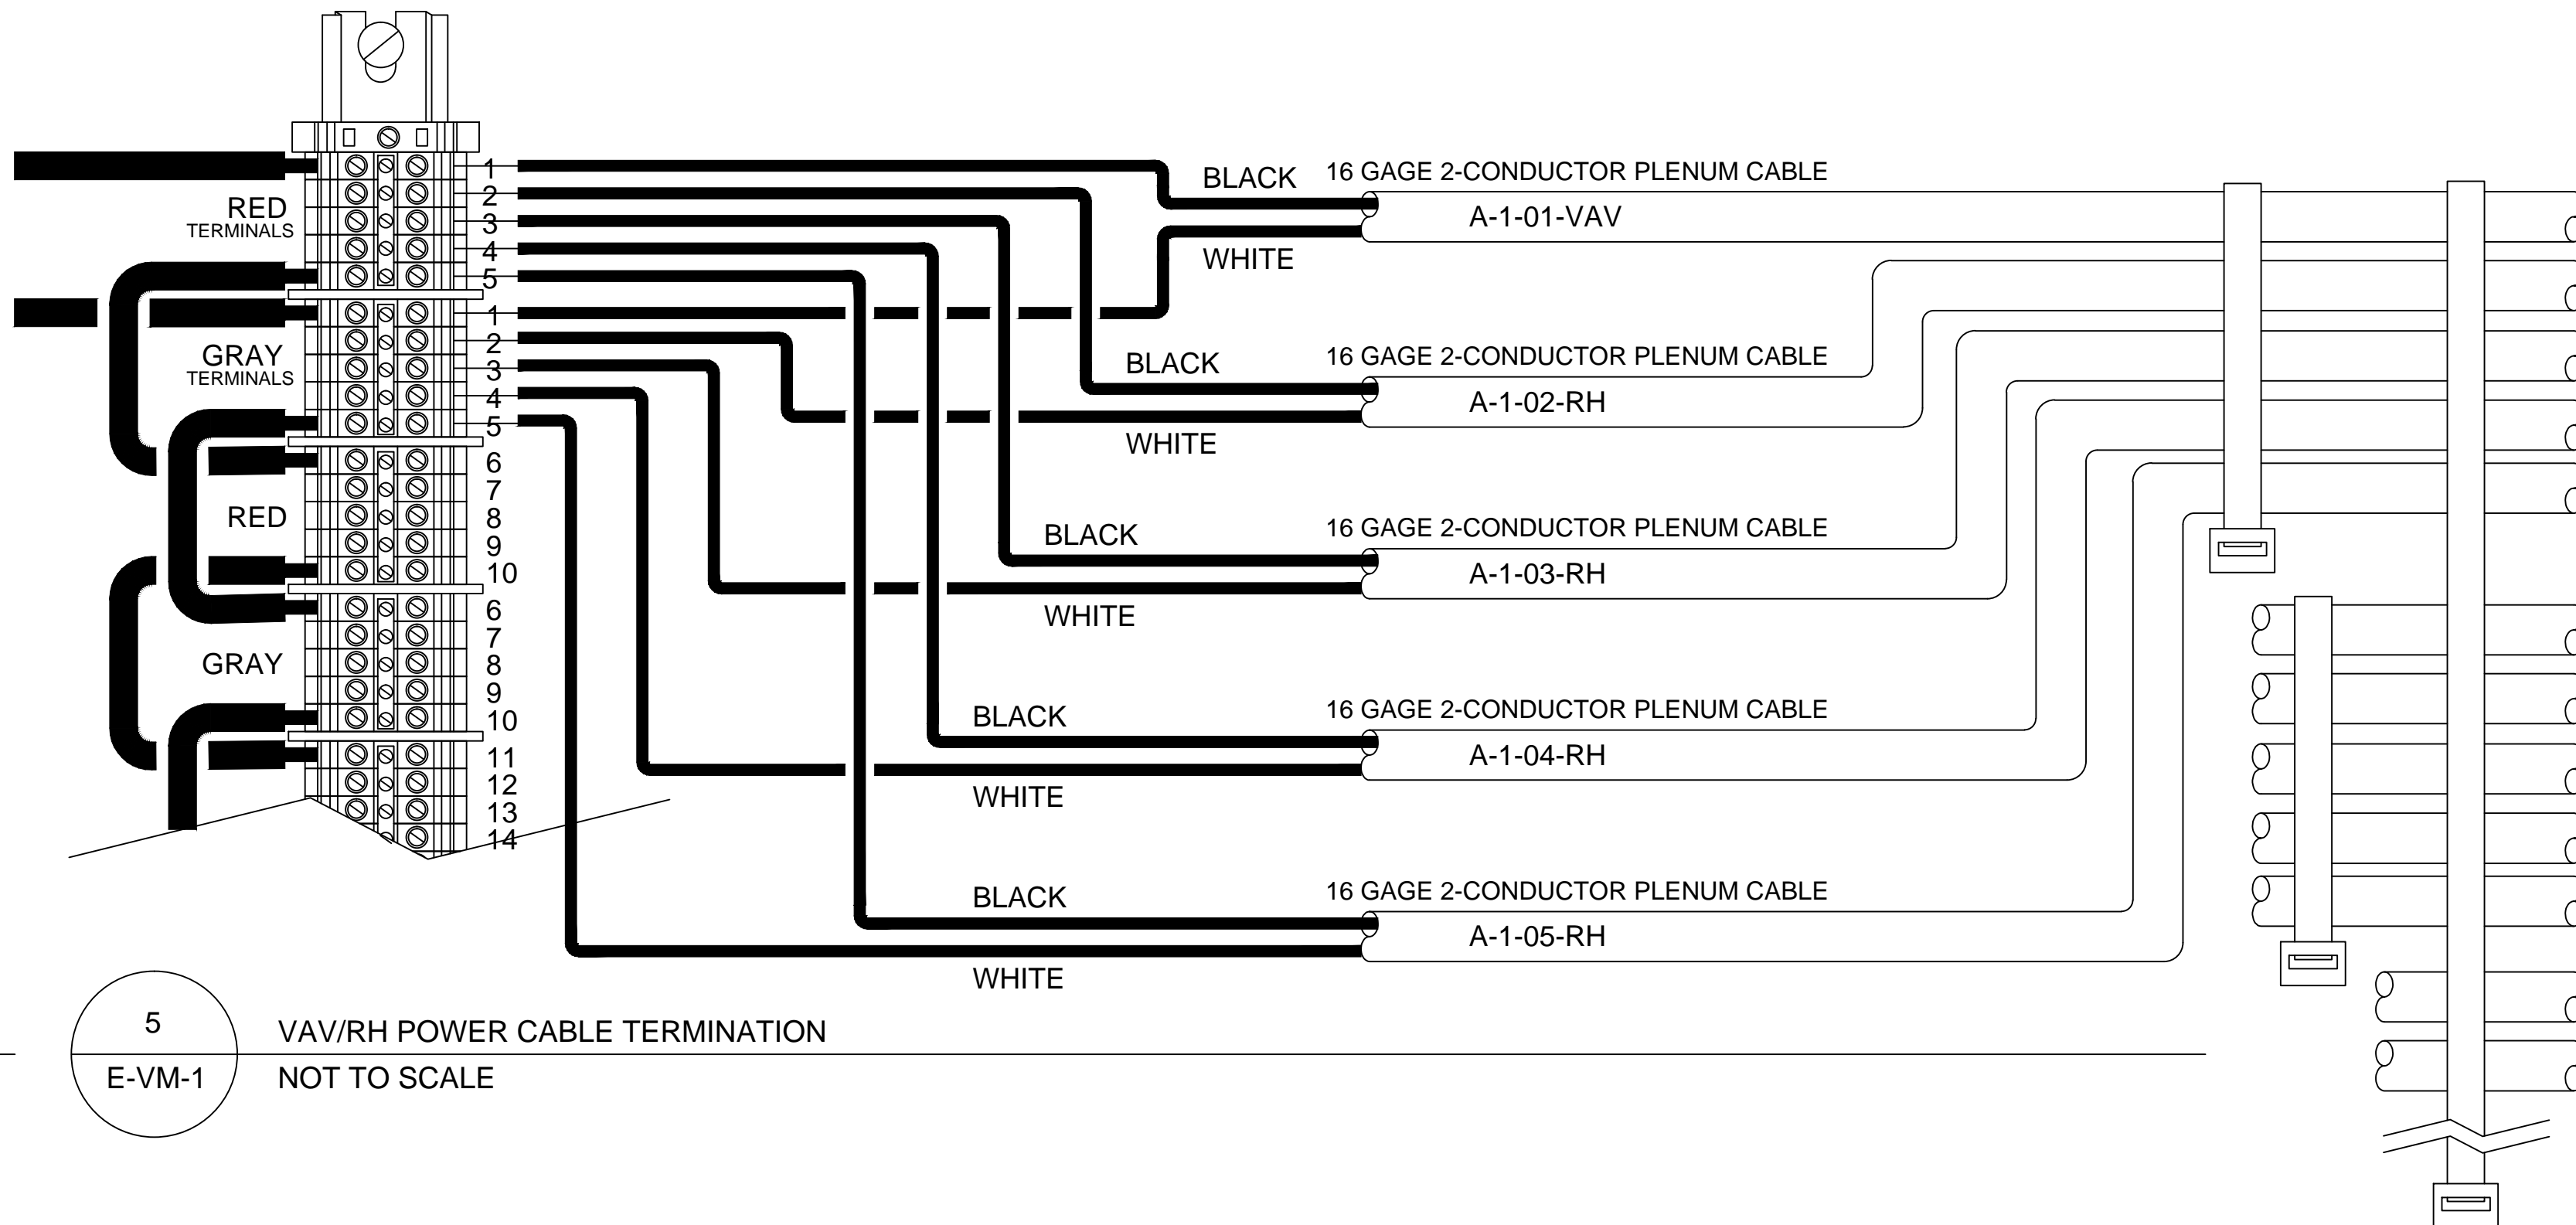 1
2
3
4
5
RED
TERMINALS
1
2
3
4
5
GRAY
TERMINALS
6
7
8
9
10
RED
6
7
8
9
10
GRAY
11
12
13
14
BLACK
16 GAGE 2-CONDUCTOR PLENUM CABLE
A-1-01-VAV
WHITE
BLACK
16 GAGE 2-CONDUCTOR PLENUM CABLE
A-1-02-RH
WHITE
BLACK
16 GAGE 2-CONDUCTOR PLENUM CABLE
A-1-03-RH
WHITE
BLACK
16 GAGE 2-CONDUCTOR PLENUM CABLE
A-1-04-RH
WHITE
BLACK
16 GAGE 2-CONDUCTOR PLENUM CABLE
A-1-05-RH
WHITE
5
E-VM-1
VAV/RH POWER CABLE TERMINATION
NOT TO SCALE